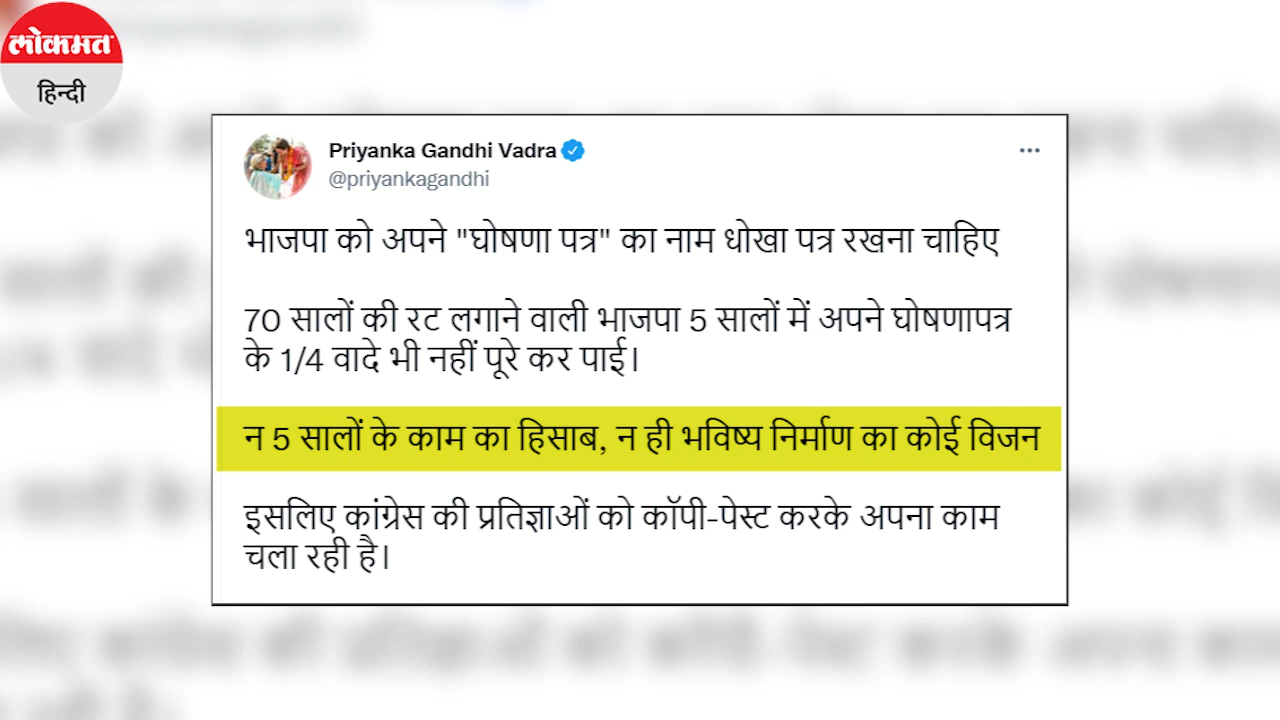 लोकमत
हिन्दी
Priyanka Gandhi Vadra
@priyankagandhi
भाजपा को अपने "घोषणा पत्र" का नाम धोखा पत्र रखना चाहिए
70 सालों की रट लगाने वाली भाजपा 5 सालों में अपने घोषणापत्र
के 1/4 वादे भी नहीं पूरे कर पाई।
न 5 सालों के काम का हिसाब, न ही भविष्य निर्माण का कोई विजन
इसलिए कांग्रेस की प्रतिज्ञाओं को कॉपी-पेस्ट करके अपना काम
चला रही है।